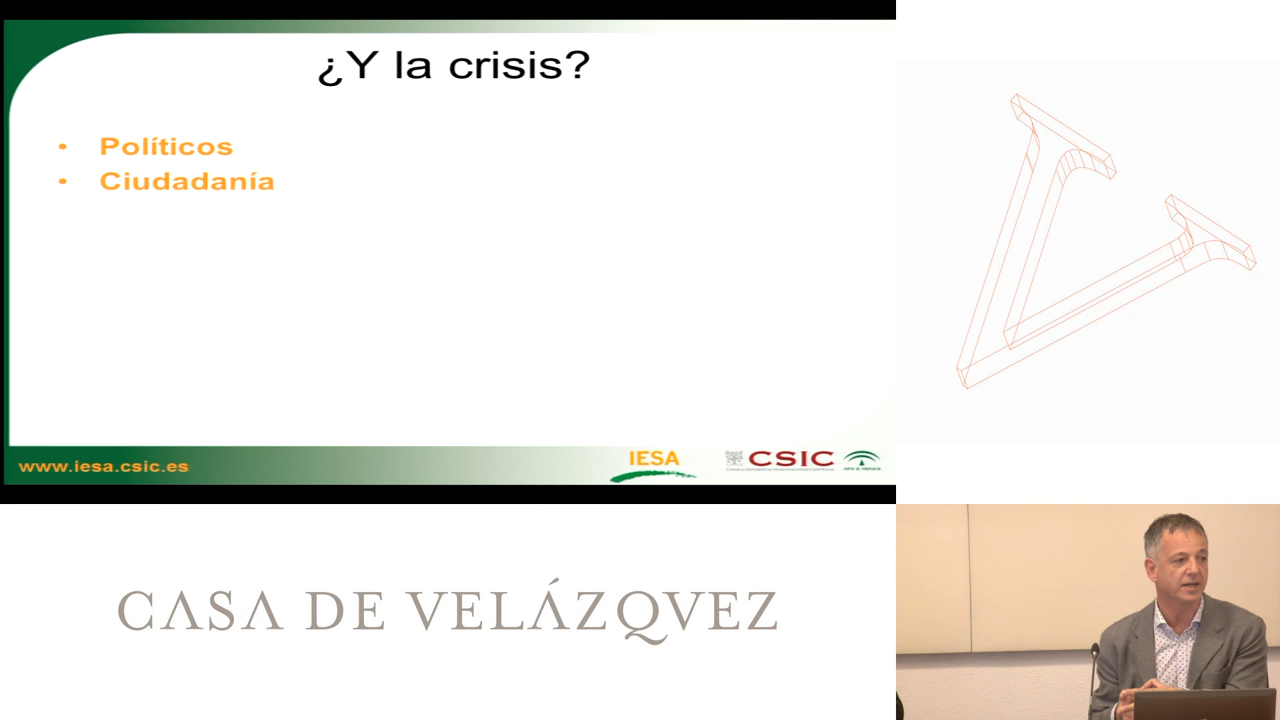 ¿Y la crisis?
• Políticos
• Ciudadanía
www.iesa.csic.es
IESA
CSIC
CASA DE VELÁZQVEZ